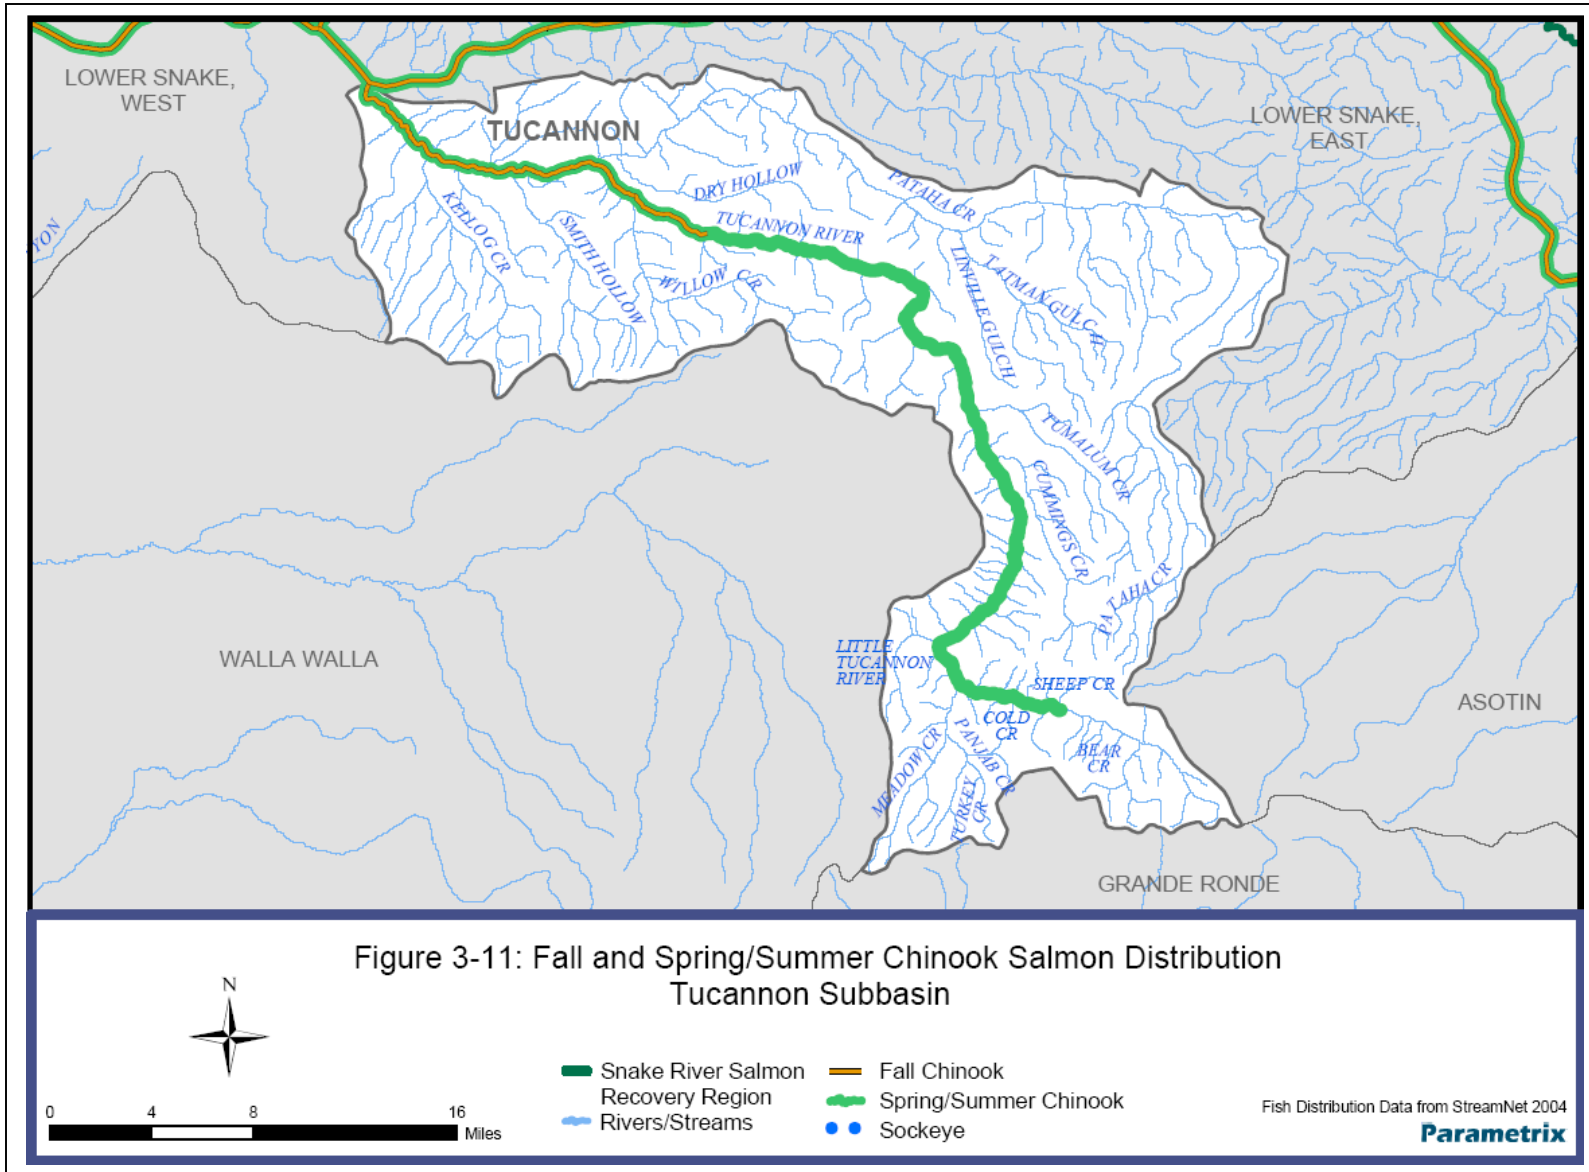 LOWER SNAKE,
WEST
TUCANNON
LOWER SNAKE,
EAST
DRY HOLLOW
PATAHA CR
TUCANNON RIVER
YON
KELLOG CR
SMITH HOLLOW
WILLOW CR
LINVILLE GULCH
TATMAN GULCH
TUMALUM CR
CUMMINGS CR
PATAHA CR
LITTLE
TUCANNON
RIVER
WALLA WALLA
SHEEP CR
ASOTIN
COLD
CR
PANJAB CR
BEAR
CR
MEADOW CR
TURKEY
CR
GRANDE RONDE
Figure 3-11: Fall and Spring/Summer Chinook Salmon Distribution
Tucannon Subbasin
N
0 4 8 16
Miles
Snake River Salmon
Recovery Region
Rivers/Streams
Fall Chinook
Spring/Summer Chinook
Sockeye
Fish Distribution Data from StreamNet 2004
Parametrix